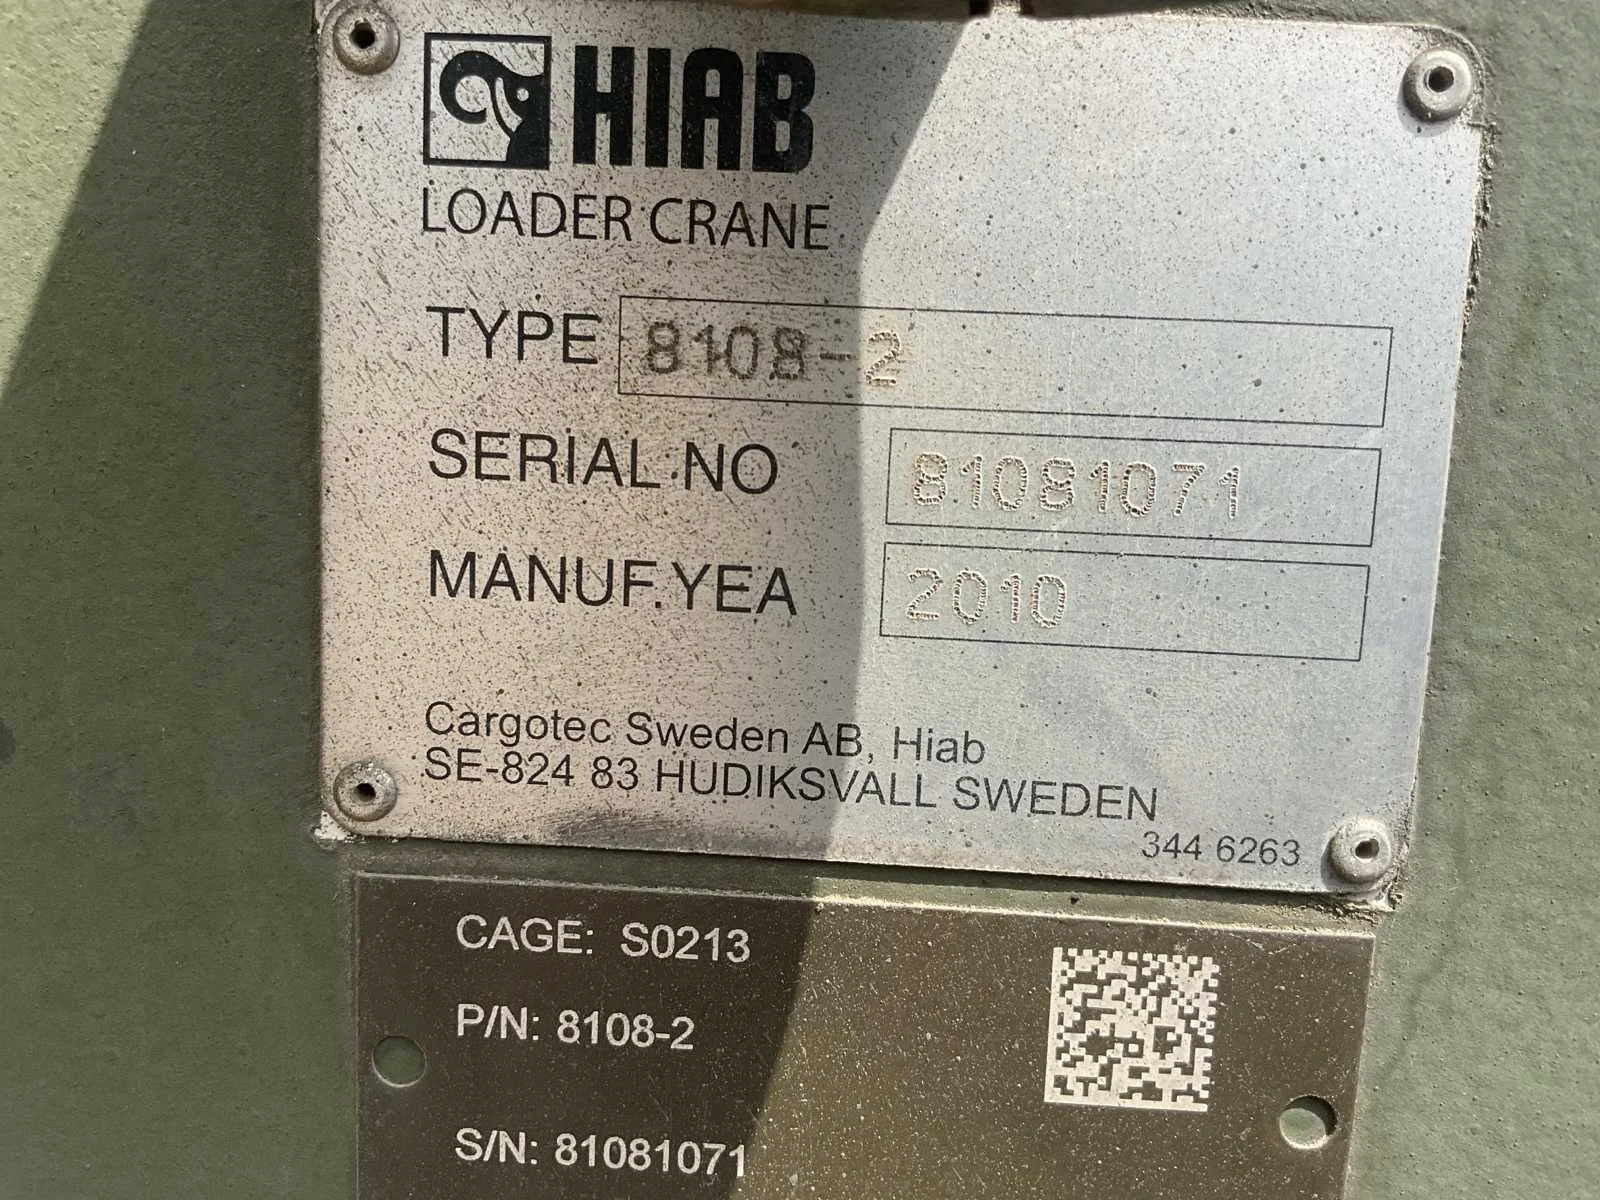 HIAB
LOADER CRANE
TYPE 8108-2
SERIAL NO 81081071
MANUF. YEA 2010
Cargotec Sweden AB, Hiab
SE-824 83 HUDIKSVALL SWEDEN
344 6263
CAGE: S0213
P/N: 8108-2
S/N: 81081071